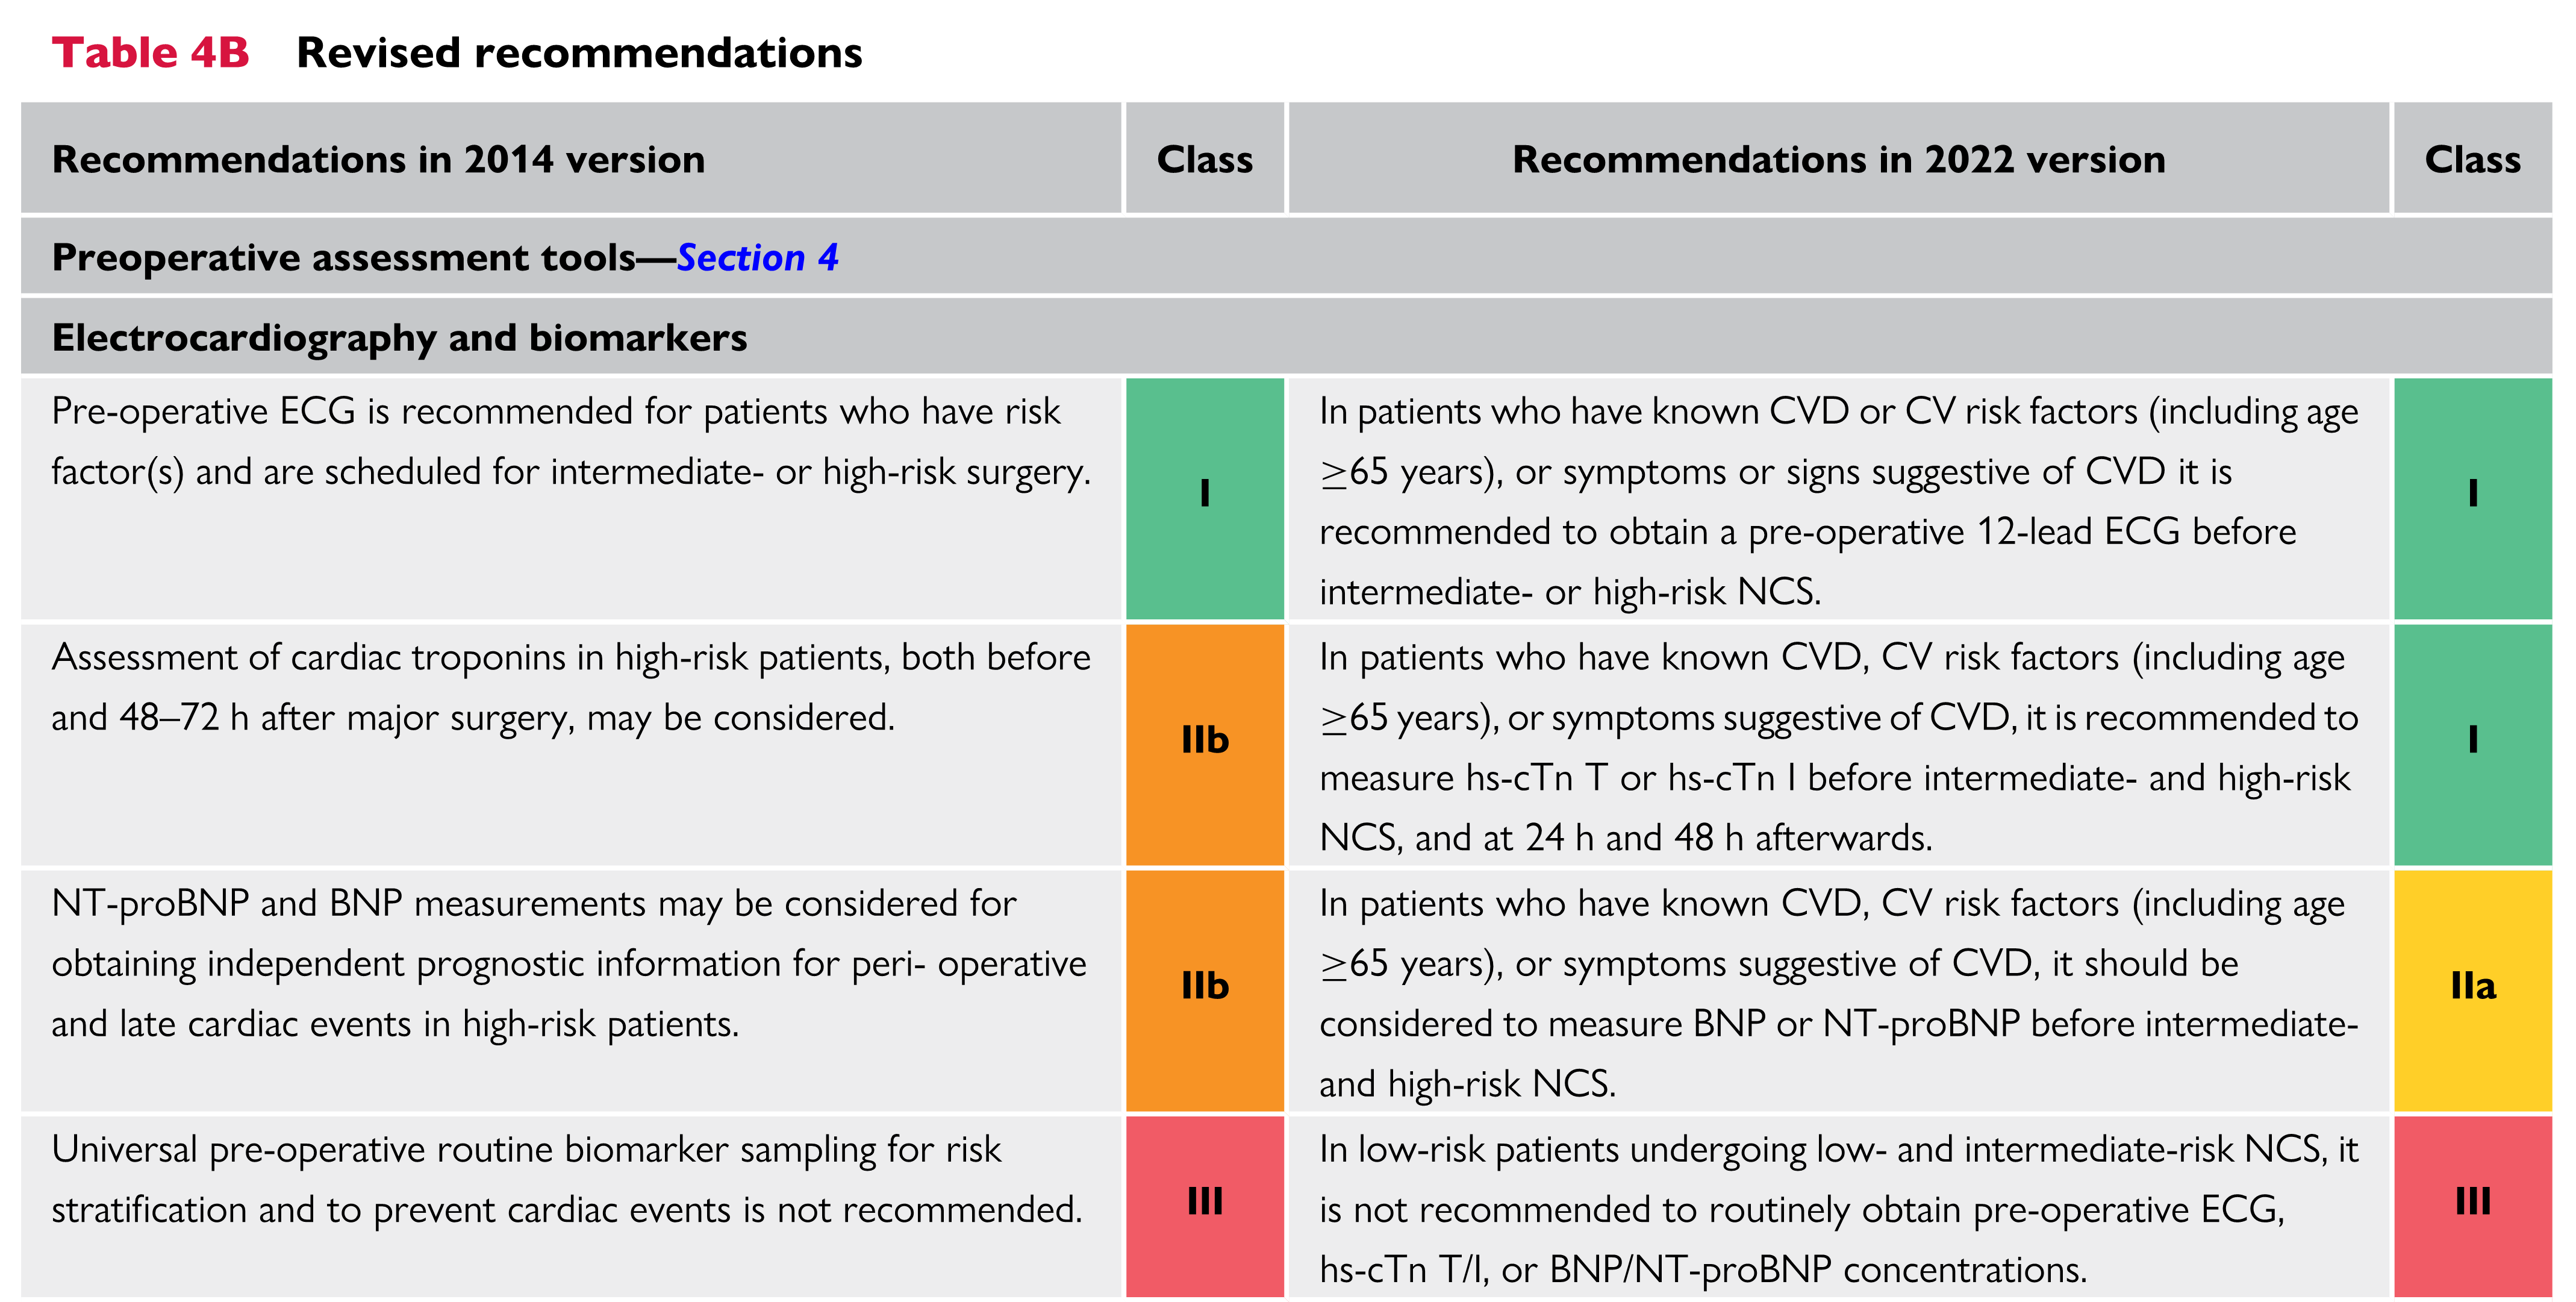 Table 4B Revised recommendations
Recommendations in 2014 version Class Recommendations in 2022 version Class
Preoperative assessment tools—Section 4
Electrocardiography and biomarkers
Pre-operative ECG is recommended for patients who have risk
factor(s) and are scheduled for intermediate- or high-risk surgery.
I
In patients who have known CVD or CV risk factors (including age
≥65 years), or symptoms or signs suggestive of CVD it is
recommended to obtain a pre-operative 12-lead ECG before
intermediate- or high-risk NCS.
I
Assessment of cardiac troponins in high-risk patients, both before
and 48–72 h after major surgery, may be considered.
IIb
In patients who have known CVD, CV risk factors (including age
≥65 years), or symptoms suggestive of CVD, it is recommended to
measure hs-cTn T or hs-cTn I before intermediate- and high-risk
NCS, and at 24 h and 48 h afterwards.
I
NT-proBNP and BNP measurements may be considered for
obtaining independent prognostic information for peri- operative
and late cardiac events in high-risk patients.
IIb
In patients who have known CVD, CV risk factors (including age
≥65 years), or symptoms suggestive of CVD, it should be
considered to measure BNP or NT-proBNP before intermediate-
and high-risk NCS.
IIa
Universal pre-operative routine biomarker sampling for risk
stratification and to prevent cardiac events is not recommended.
III
In low-risk patients undergoing low- and intermediate-risk NCS, it
is not recommended to routinely obtain pre-operative ECG,
hs-cTn T/I, or BNP/NT-proBNP concentrations.
III